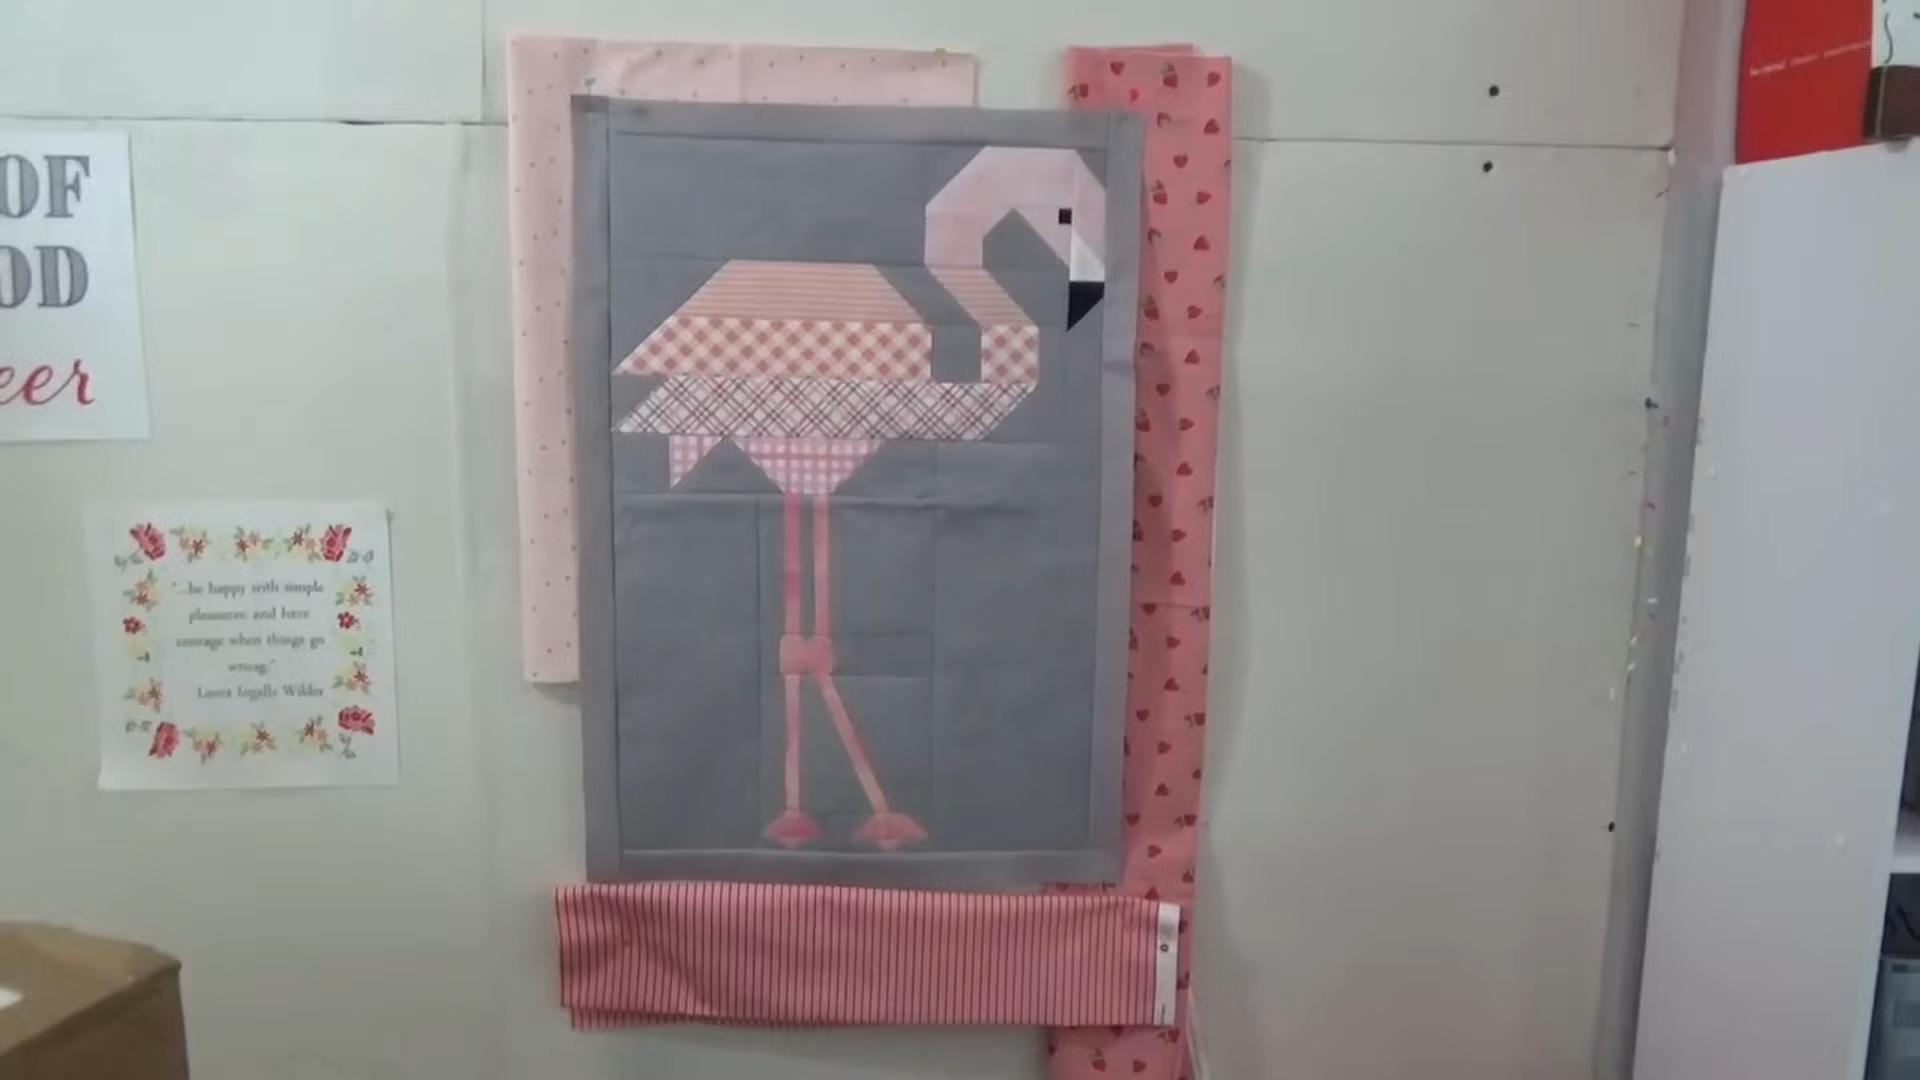 OF
OD
eer
"...be happy with simple
pleasures and have
courage when things go
wrong."
Laura Ingalls Wilder